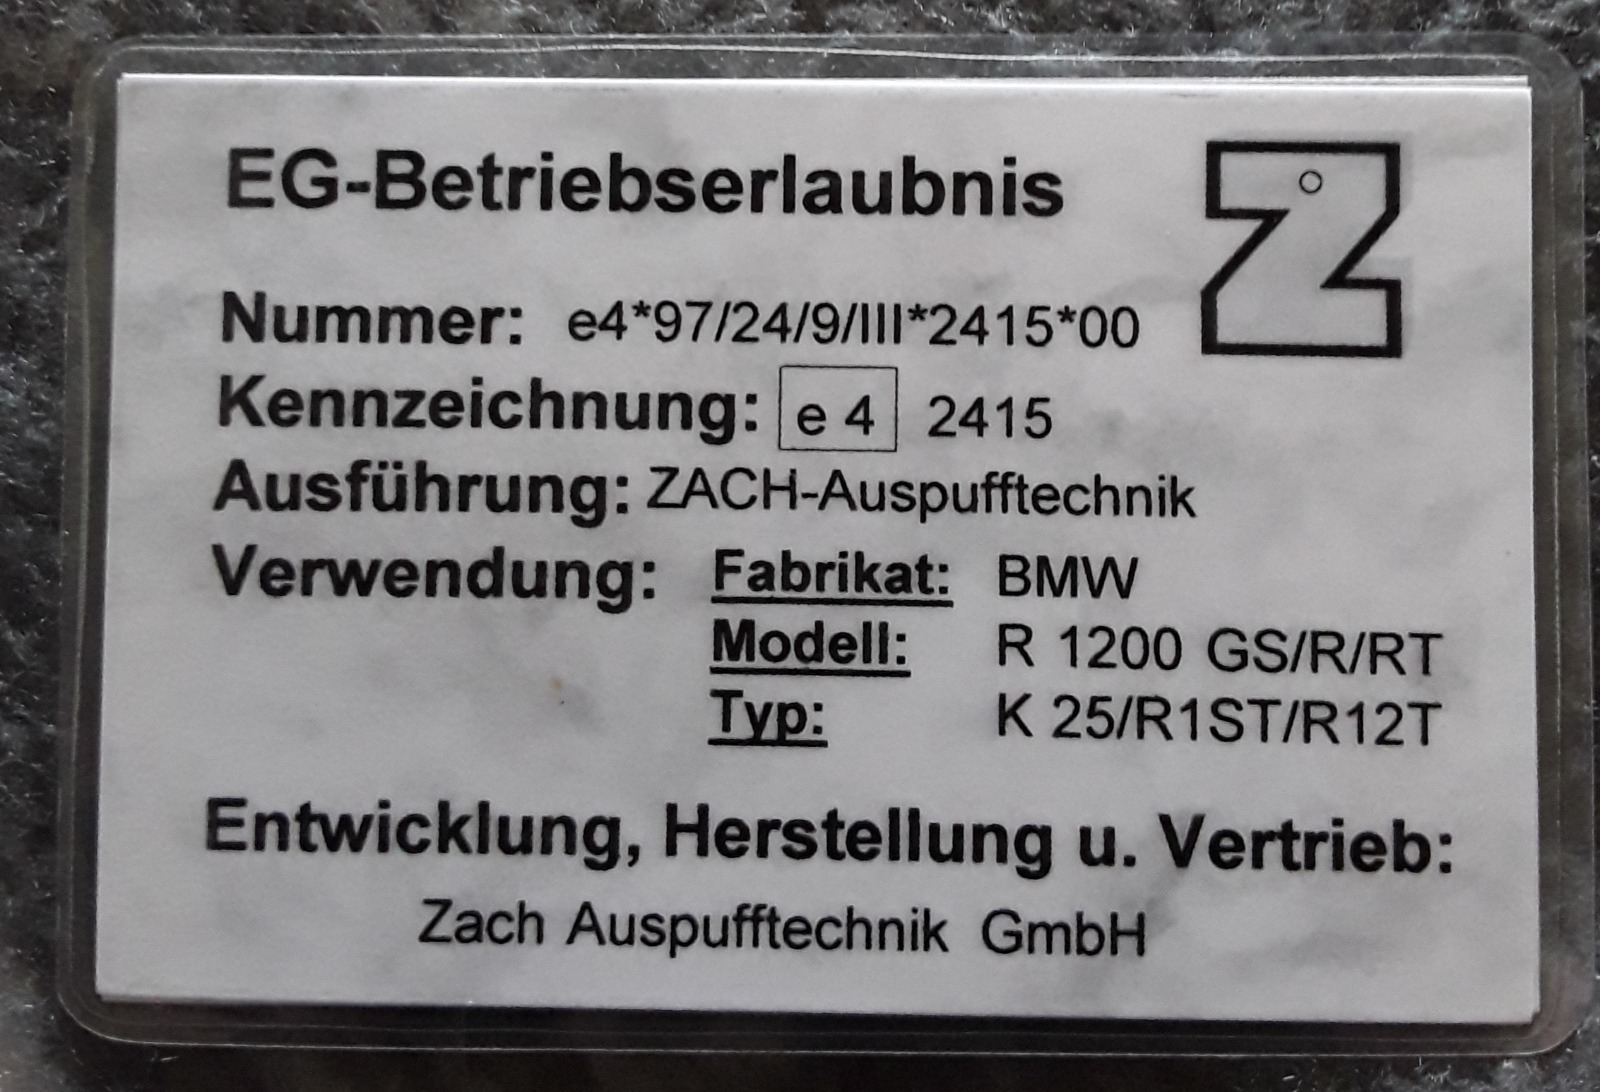 EG-Betriebserlaubnis
Z
Nummer: e4*97/24/9/III*2415*00
Kennzeichnung: e 4 2415
Ausführung: ZACH-Auspufftechnik
Verwendung: Fabrikat: BMW
Modell: R 1200 GS/R/RT
Typ: K 25/R1ST/R12T
Entwicklung, Herstellung u. Vertrieb:
Zach Auspufftechnik GmbH